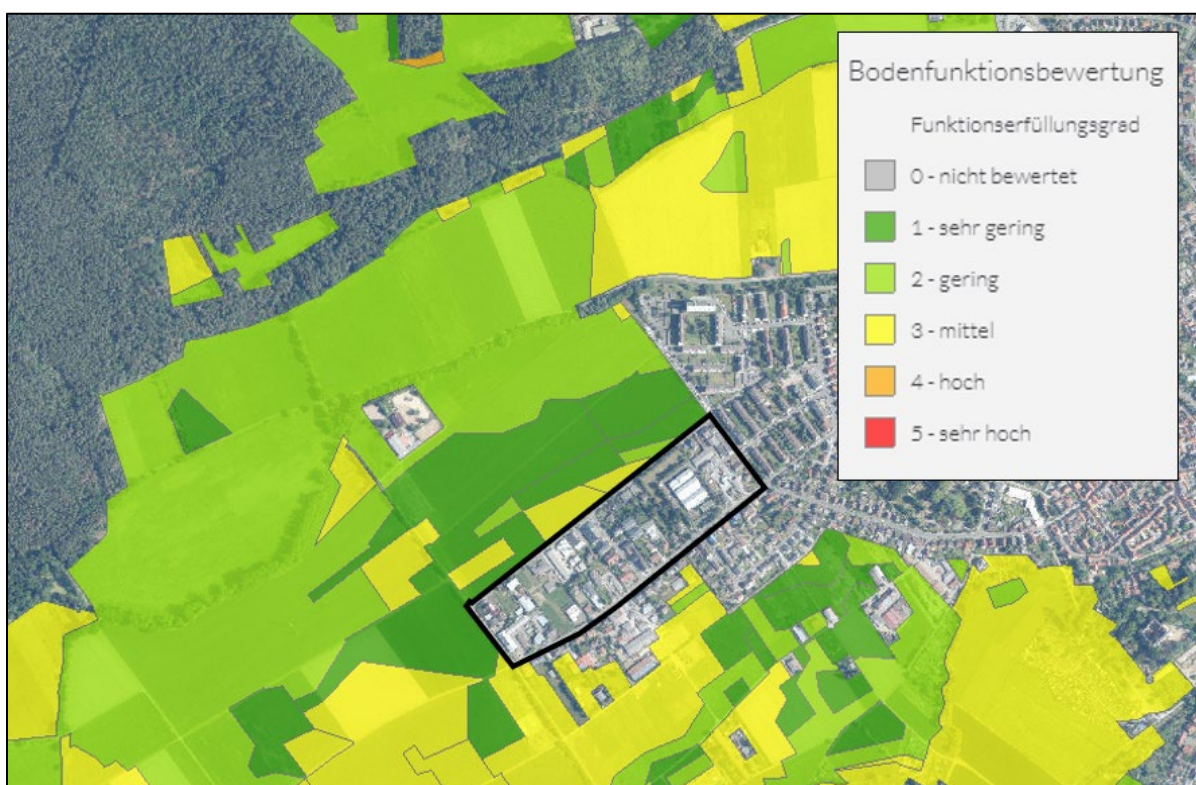 Bodenfunktionsbewertung
Funktionserfüllungsgrad
0 - nicht bewertet
1 - sehr gering
2 - gering
3 - mittel
4 - hoch
5 - sehr hoch